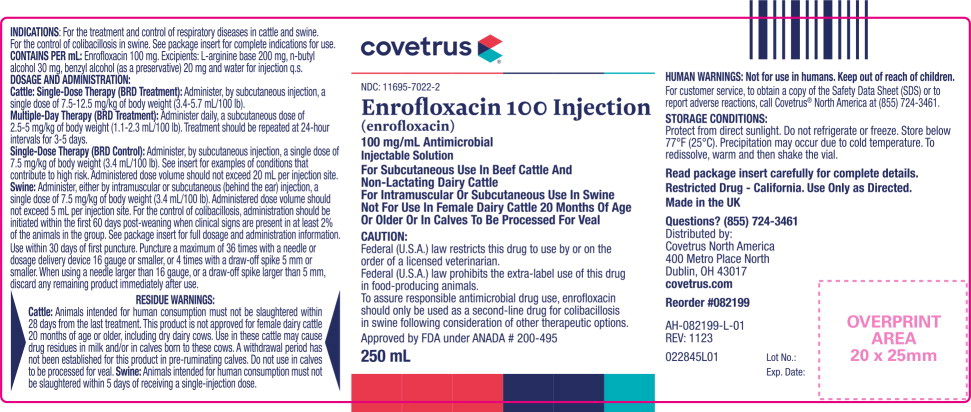 INDICATIONS: For the treatment and control of respiratory diseases in cattle and swine.
For the control of colibacillosis in swine. See package insert for complete indications for use.
CONTAINS PER mL: Enrofloxacin 100 mg. Excipients: L-arginine base 200 mg, n-butyl
alcohol 30 mg, benzyl alcohol (as a preservative) 20 mg and water for injection q.s.
DOSAGE AND ADMINISTRATION:
Cattle: Single-Dose Therapy (BRD Treatment): Administer, by subcutaneous injection, a
single dose of 7.5-12.5 mg/kg of body weight (3.4-5.7 mL/100 lb).
Multiple-Day Therapy (BRD Treatment): Administer daily, a subcutaneous dose of
2.5-5 mg/kg of body weight (1.1-2.3 mL/100 lb). Treatment should be repeated at 24-hour
intervals for 3-5 days.
Single-Dose Therapy (BRD Control): Administer, by subcutaneous injection, a single dose of
7.5 mg/kg of body weight (3.4 mL/100 lb). See insert for examples of conditions that
contribute to high risk. Administered dose volume should not exceed 20 mL per injection site.
Swine: Administer, either by intramuscular or subcutaneous (behind the ear) injection, a
single dose of 7.5 mg/kg of body weight (3.4 mL/100 lb). Administered dose volume should
not exceed 5 mL per injection site. For the control of colibacillosis, administration should be
initiated within the first 60 days post-weaning when clinical signs are present in at least 2%
of the animals in the group. See package insert for full dosage and administration information.
Use within 30 days of first puncture. Puncture a maximum of 36 times with a needle or
dosage delivery device 16 gauge or smaller, or 4 times with a draw-off spike 5 mm or
smaller. When using a needle larger than 16 gauge, or a draw-off spike larger than 5 mm,
discard any remaining product immediately after use.
RESIDUE WARNINGS:
Cattle: Animals intended for human consumption must not be slaughtered within
28 days from the last treatment. This product is not approved for female dairy cattle
20 months of age or older, including dry dairy cows. Use in these cattle may cause
drug residues in milk and/or in calves born to these cows. A withdrawal period has
not been established for this product in pre-ruminating calves. Do not use in calves
to be processed for veal. Swine: Animals intended for human consumption must not
be slaughtered within 5 days of receiving a single-injection dose.
covetrus®
NDC: 11695-7022-2
Enrofloxacin 100 Injection
(enrofloxacin)
100 mg/mL Antimicrobial
Injectable Solution
For Subcutaneous Use In Beef Cattle And
Non-Lactating Dairy Cattle
For Intramuscular Or Subcutaneous Use In Swine
Not For Use In Female Dairy Cattle 20 Months Of Age
Or Older Or In Calves To Be Processed For Veal
CAUTION:
Federal (U.S.A.) law restricts this drug to use by or on the
order of a licensed veterinarian.
Federal (U.S.A.) law prohibits the extra-label use of this drug
in food-producing animals.
To assure responsible antimicrobial drug use, enrofloxacin
should only be used as a second-line drug for colibacillosis
in swine following consideration of other therapeutic options.
Approved by FDA under ANADA # 200-495
250 mL
HUMAN WARNINGS: Not for use in humans. Keep out of reach of children.
For customer service, to obtain a copy of the Safety Data Sheet (SDS) or to
report adverse reactions, call Covetrus® North America at (855) 724-3461.
STORAGE CONDITIONS:
Protect from direct sunlight. Do not refrigerate or freeze. Store below
77°F (25°C). Precipitation may occur due to cold temperature. To
redissolve, warm and then shake the vial.
Read package insert carefully for complete details.
Restricted Drug - California. Use Only as Directed.
Made in the UK
Questions? (855) 724-3461
Distributed by:
Covetrus North America
400 Metro Place North
Dublin, OH 43017
covetrus.com
Reorder #082199
AH-082199-L-01
REV: 1123
022845L01
Lot No.:
Exp. Date:
OVERPRINT
AREA
20 x 25mm